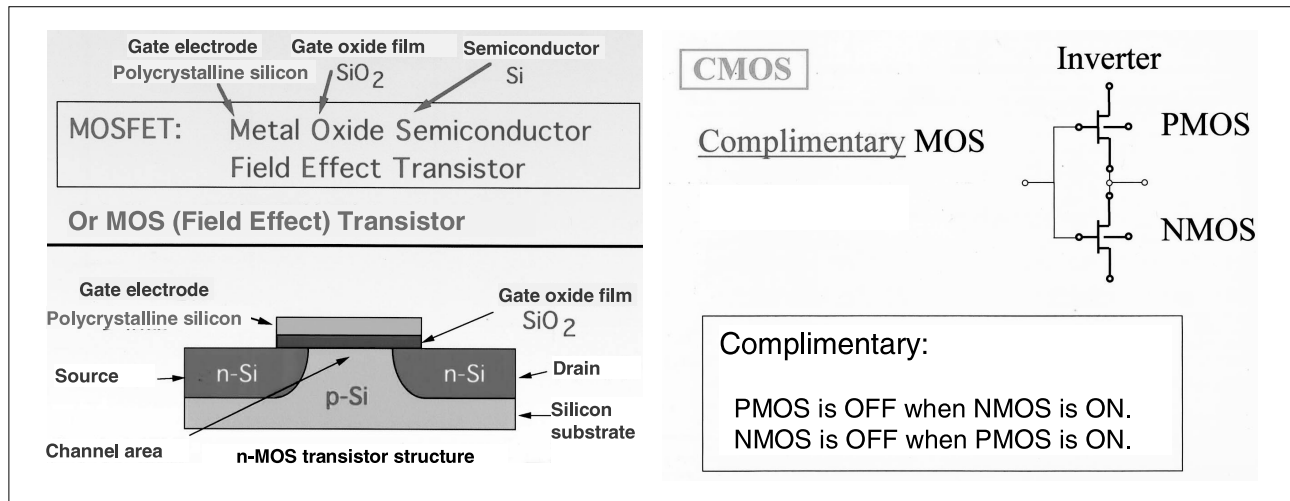 Gate electrode
Polycrystalline silicon
Gate oxide film
SiO2
Semiconductor
Si
MOSFET: Metal Oxide Semiconductor
Field Effect Transistor
Or MOS (Field Effect) Transistor
Gate electrode
Polycrystalline silicon
Gate oxide film
SiO2
Source
n-Si
n-Si
Drain
p-Si
Silicon
substrate
Channel area
n-MOS transistor structure
CMOS
Inverter
Complimentary MOS
PMOS
NMOS
Complimentary:
PMOS is OFF when NMOS is ON.
NMOS is OFF when PMOS is ON.